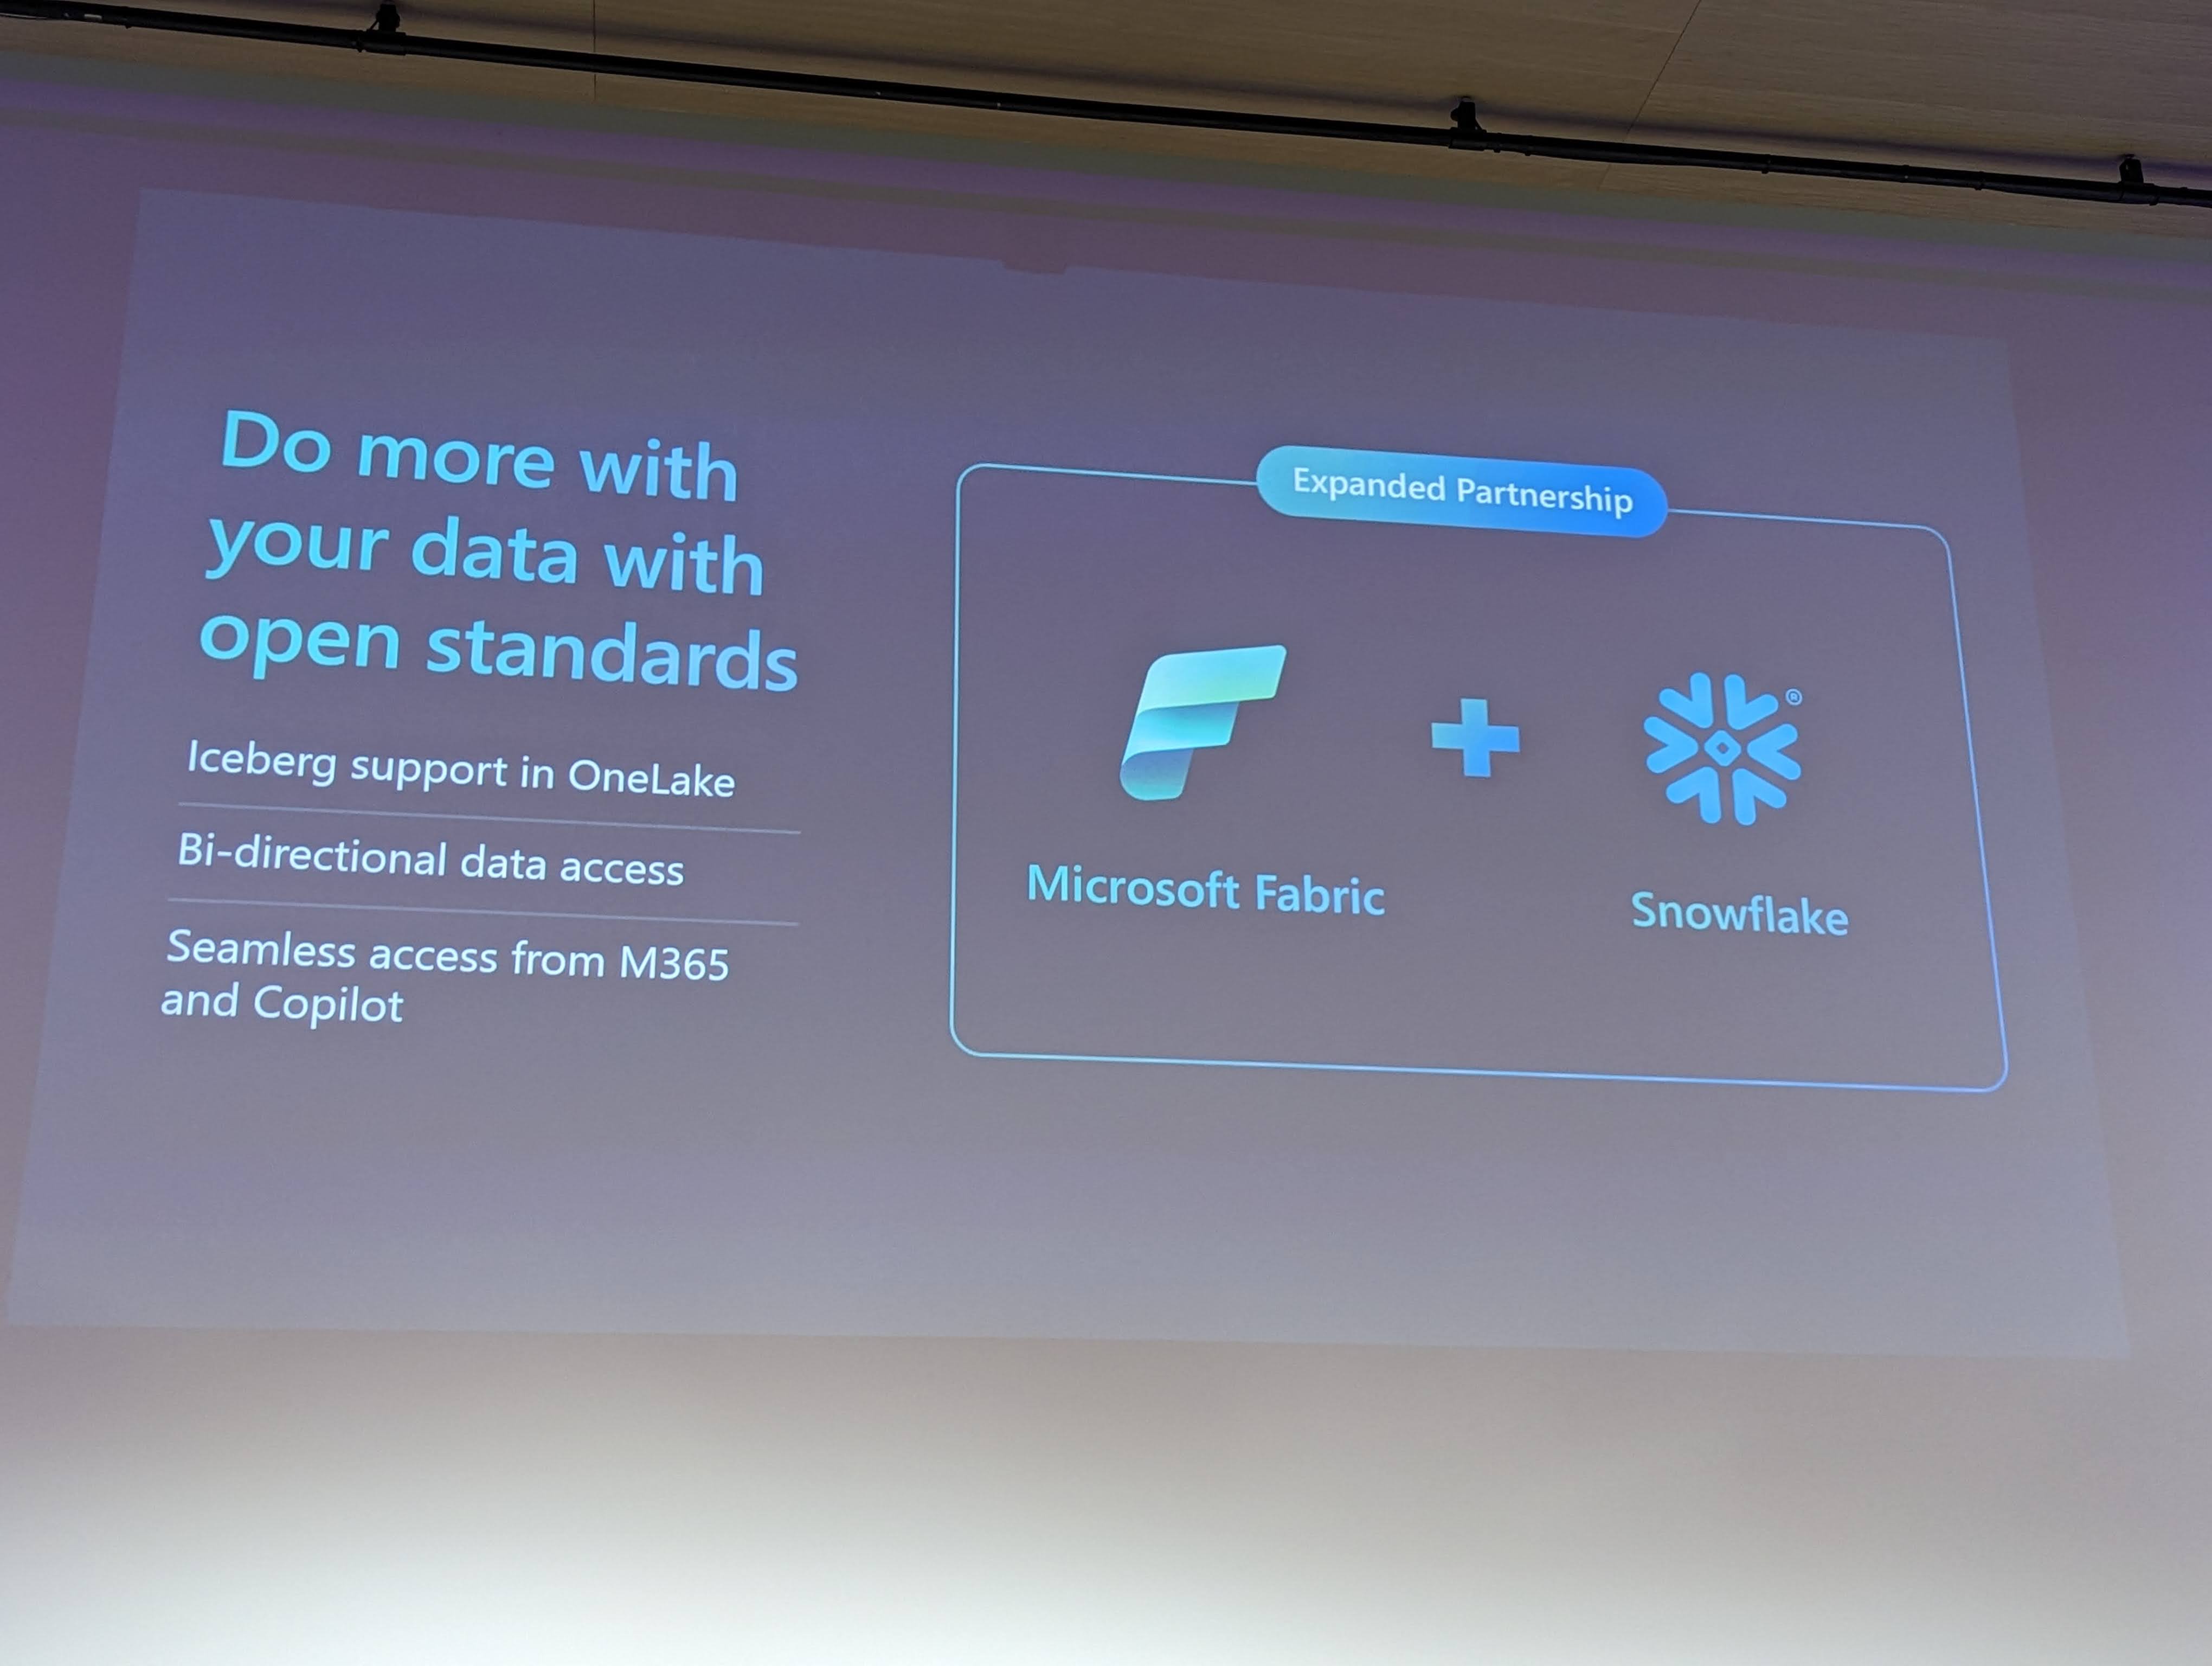 Do more with
your data with
open standards
Iceberg support in OneLake
Bi-directional data access
Seamless access from M365
and Copilot
Expanded Partnership
®
Microsoft Fabric
Snowflake